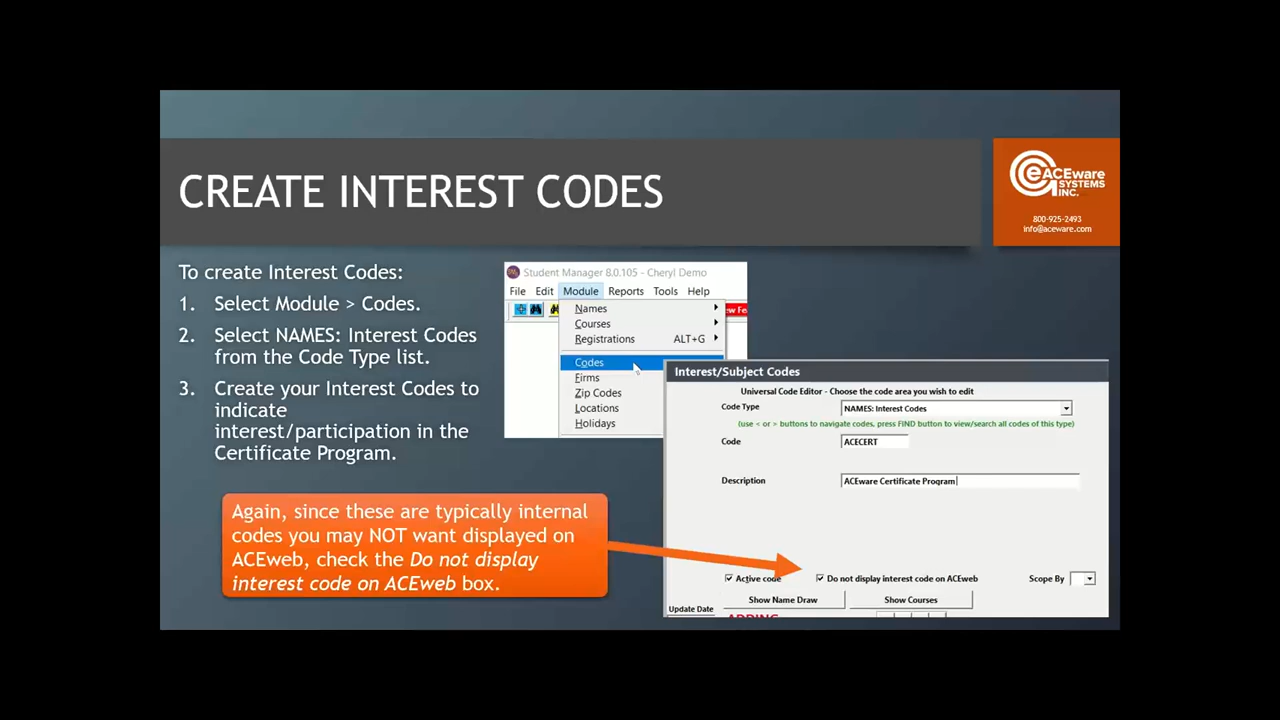 CREATE INTEREST CODES
eACEware
SYSTEMS
INC.
800-925-2493
info@aceware.com
To create Interest Codes:
1. Select Module > Codes.
2. Select NAMES: Interest Codes
from the Code Type list.
3. Create your Interest Codes to
indicate
interest/participation in the
Certificate Program.
Again, since these are typically internal
codes you may NOT want displayed on
ACEweb, check the Do not display
interest code on ACEweb box.
Student Manager 8.0.105 - Cheryl Demo
File Edit Module Reports Tools Help
Names
Courses
Registrations ALT+G
Codes
Firms
Zip Codes
Locations
Holidays
Interest/Subject Codes
Universal Code Editor - Choose the code area you wish to edit
Code Type NAMES: Interest Codes
(use < or > buttons to navigate codes, press FIND button to view/search all codes of this type)
Code ACECERT
Description ACEware Certificate Program
Active code Do not display interest code on ACEweb Scope By
Show Name Draw Show Courses
Update Date
ADDING